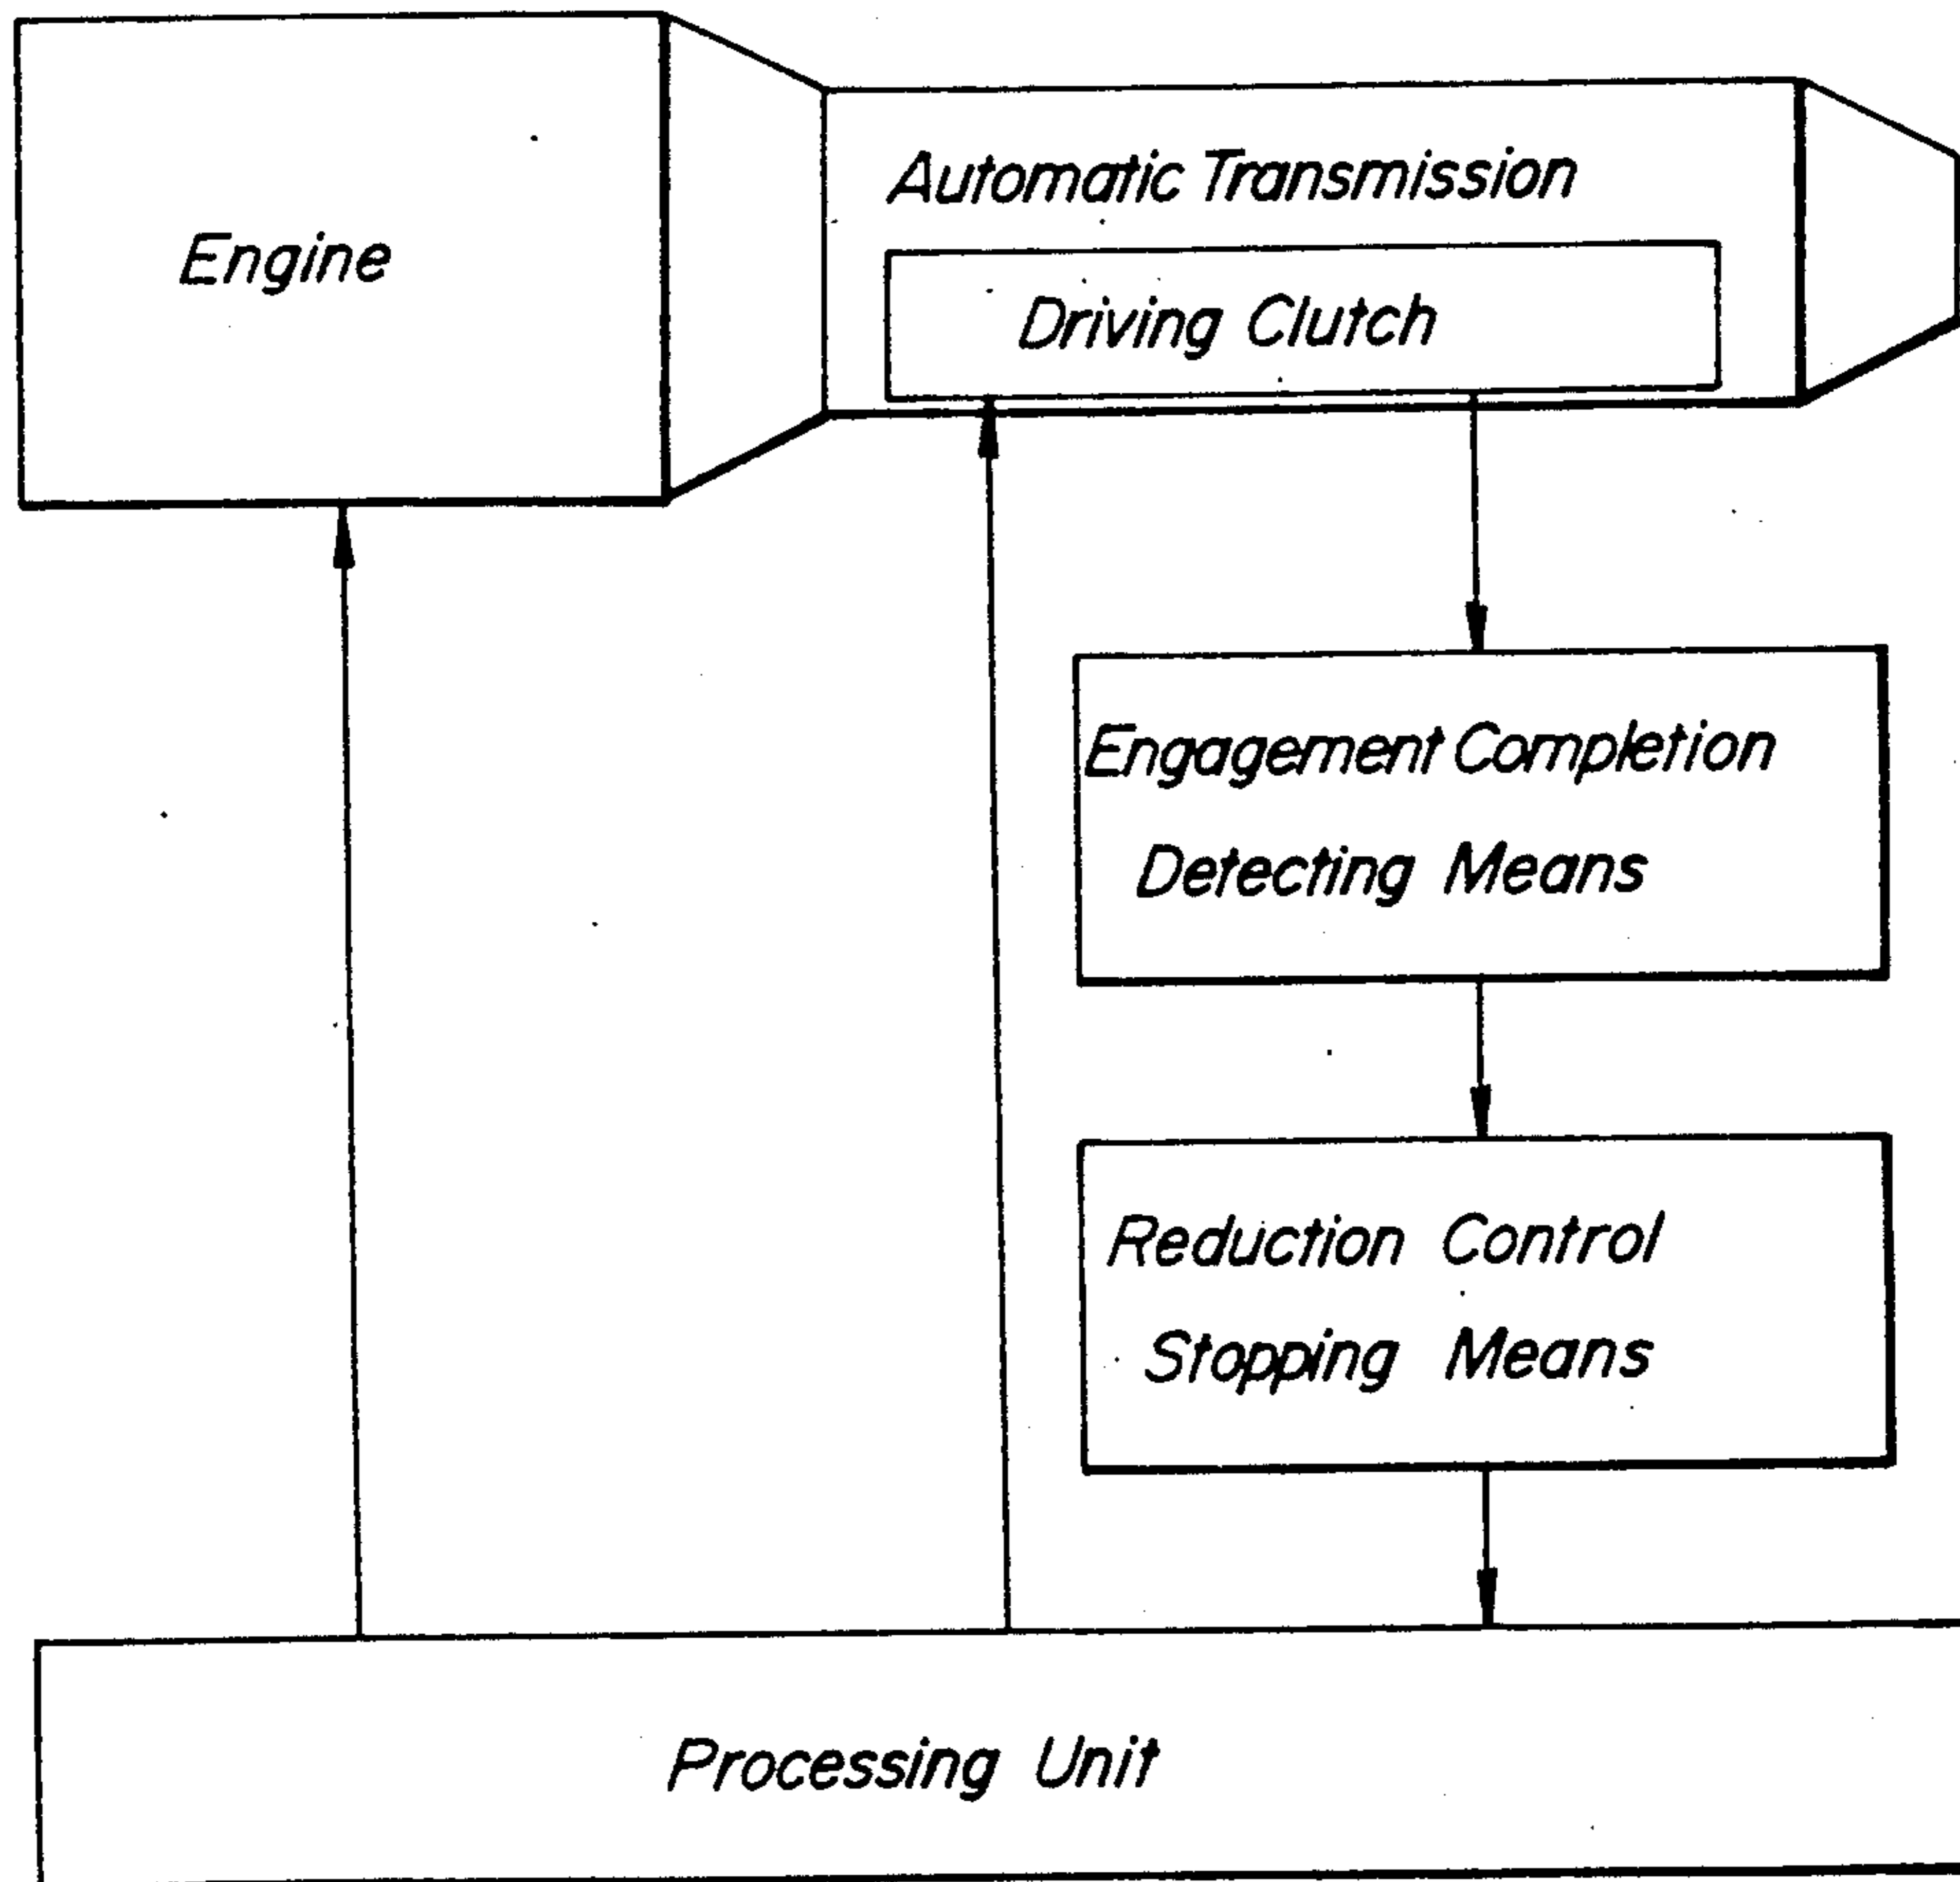 Engine
Automatic Transmission
Driving Clutch
Engagement Completion
Detecting Means
Reduction Control
Stopping Means
Processing Unit